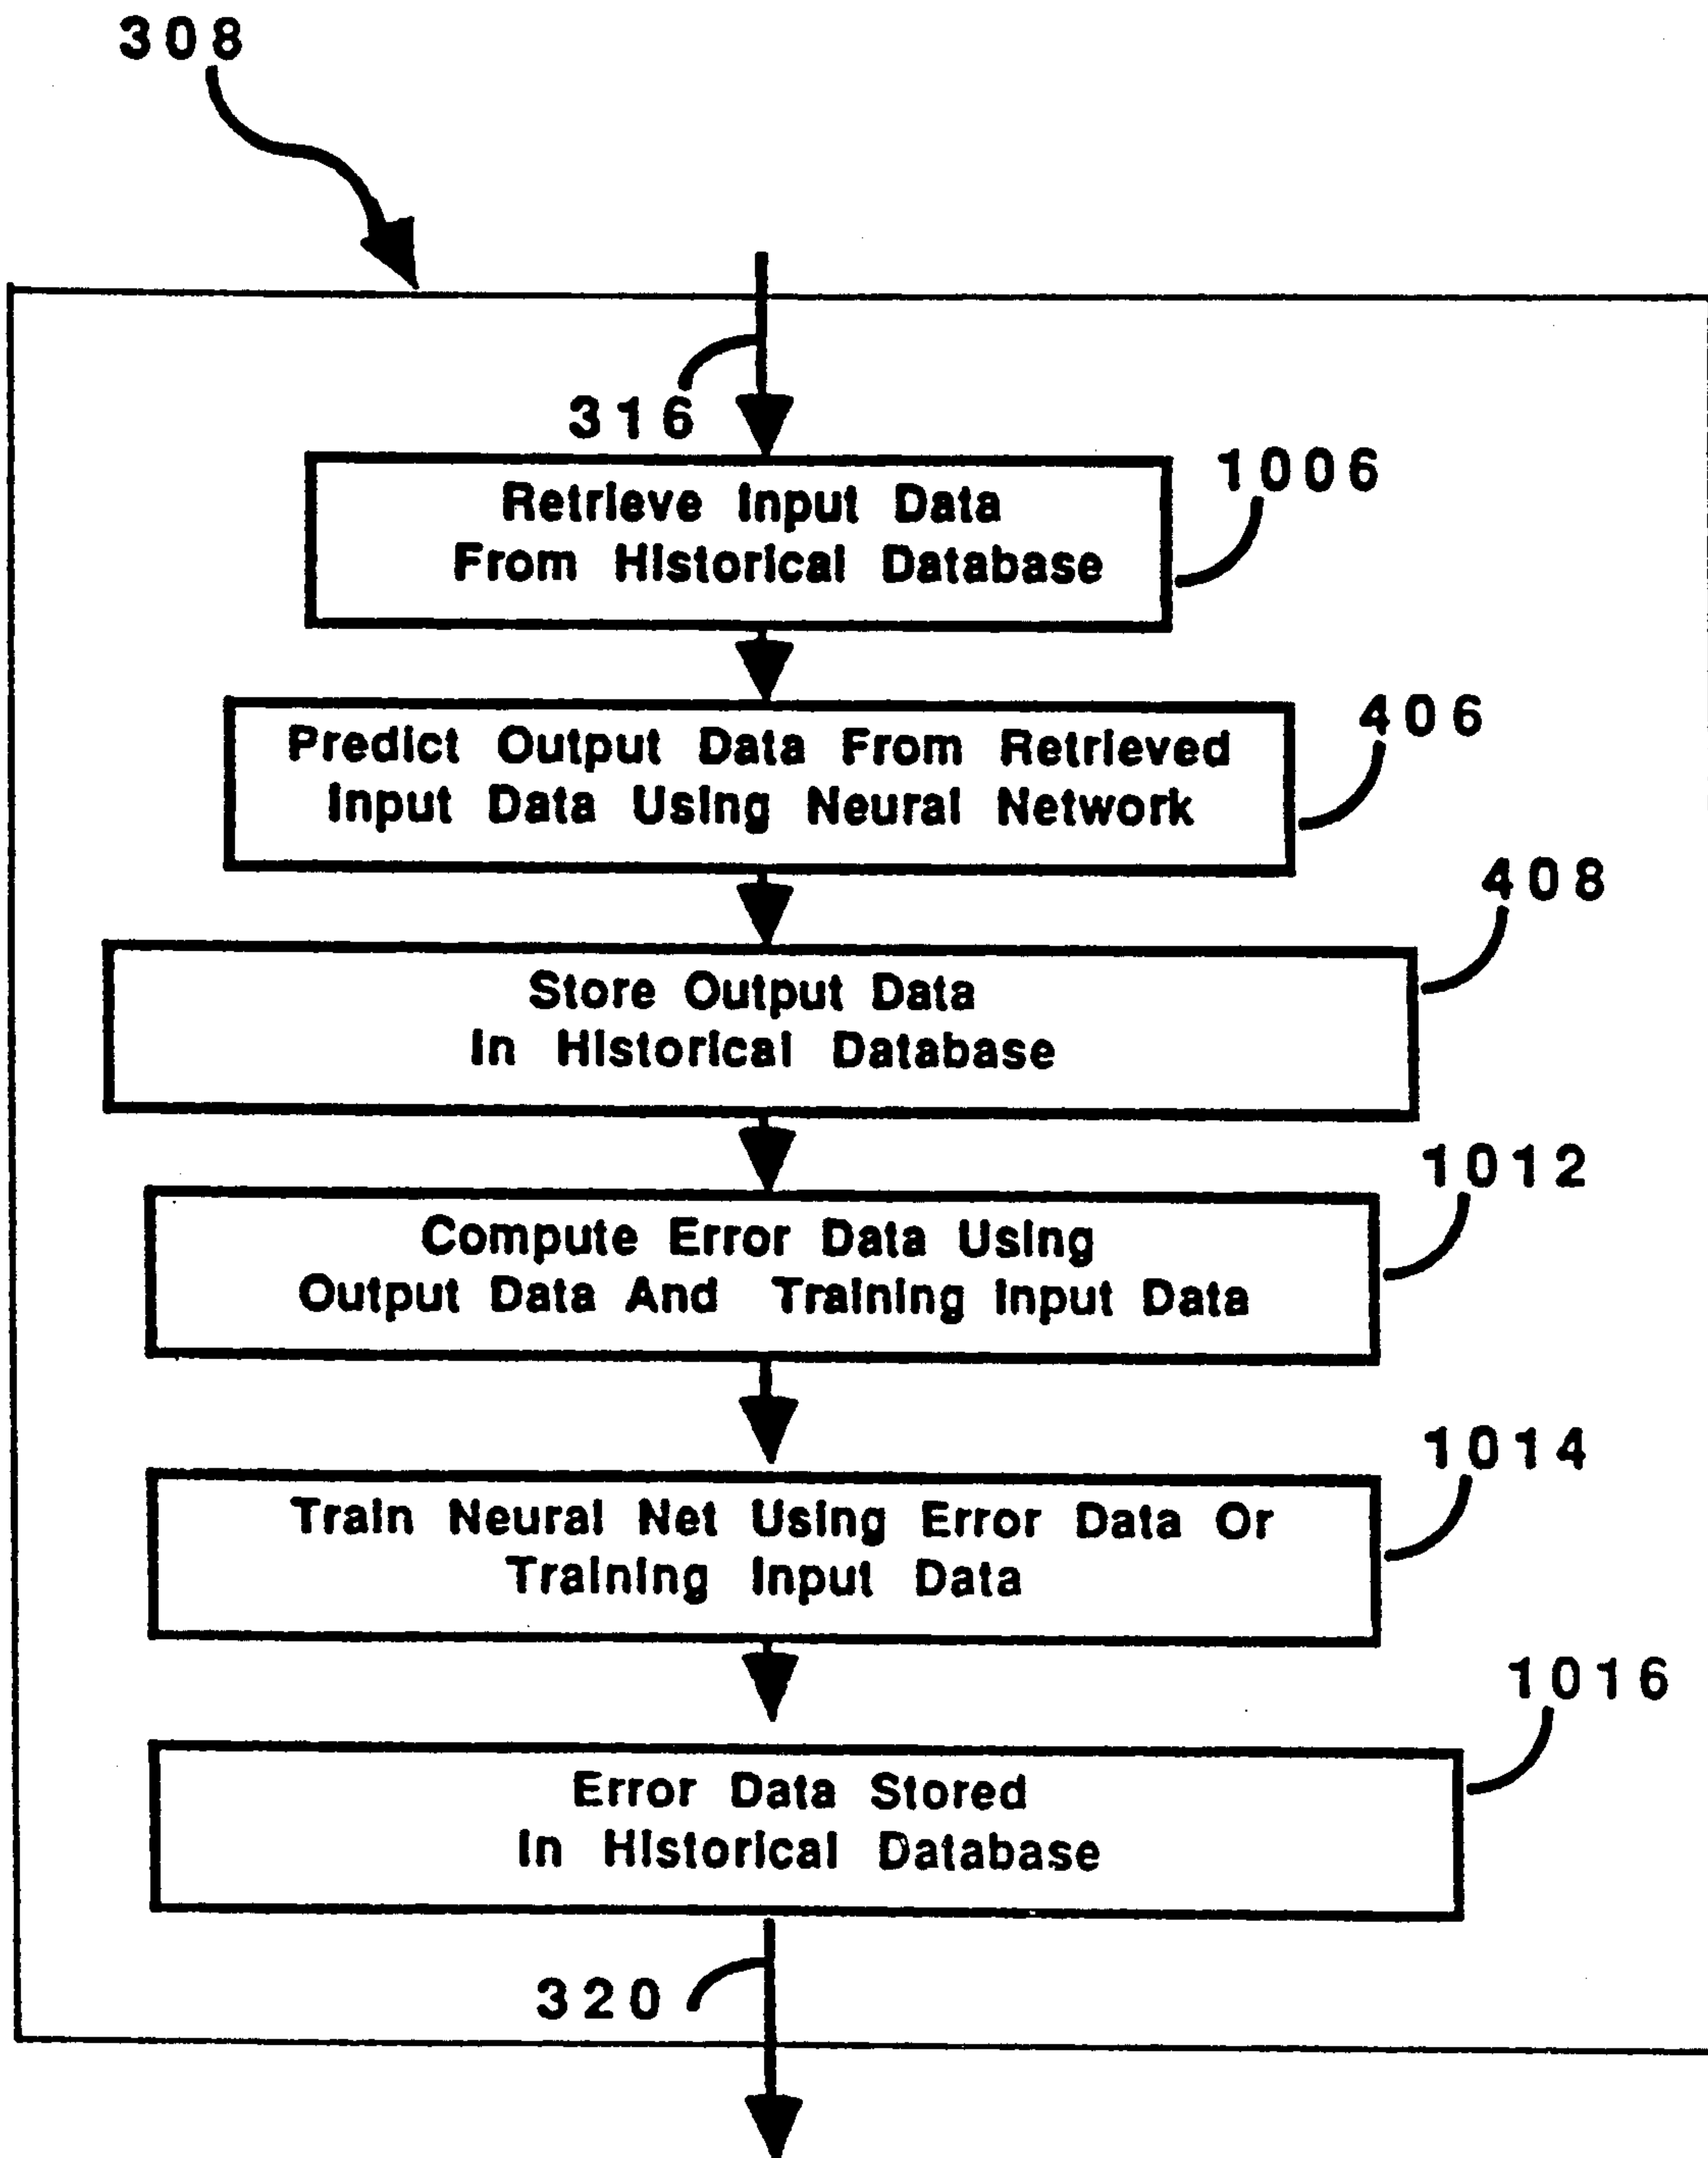 308
316
Retrieve Input Data
From Historical Database
1006
Predict Output Data From Retrieved
Input Data Using Neural Network
406
408
Store Output Data
In Historical Database
1012
Compute Error Data Using
Output Data And Training Input Data
1014
Train Neural Net Using Error Data Or
Training Input Data
1016
Error Data Stored
In Historical Database
320